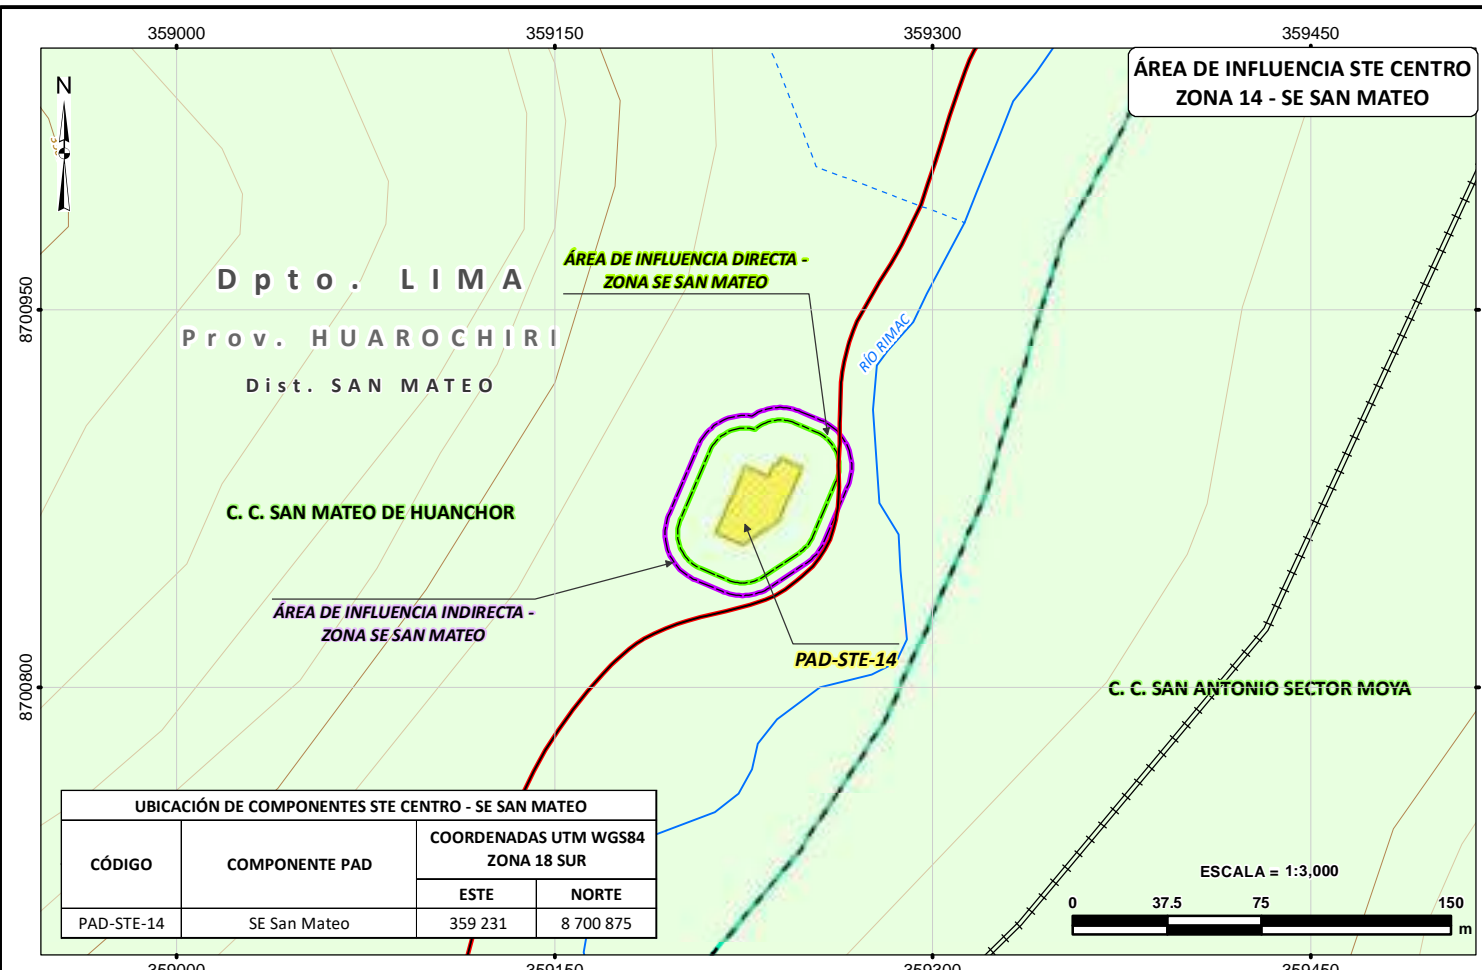 359000
359150
359300
359450
ÁREA DE INFLUENCIA STE CENTRO
ZONA 14 - SE SAN MATEO
N
ÁREA DE INFLUENCIA DIRECTA -
ZONA SE SAN MATEO
Dpto. LIMA
8700950
Prov. HUAROCHIRI
RÍO RIMAC
Dist. SAN MATEO
C. C. SAN MATEO DE HUANCHOR
ÁREA DE INFLUENCIA INDIRECTA -
ZONA SE SAN MATEO
PAD-STE-14
8700800
C. C. SAN ANTONIO SECTOR MOYA
UBICACIÓN DE COMPONENTES STE CENTRO - SE SAN MATEO
CÓDIGO
COMPONENTE PAD
COORDENADAS UTM WGS84
ZONA 18 SUR
ESTE
NORTE
PAD-STE-14
SE San Mateo
359 231
8 700 875
ESCALA = 1:3,000
0
37.5
75
150
m
359000
359150
359300
359450